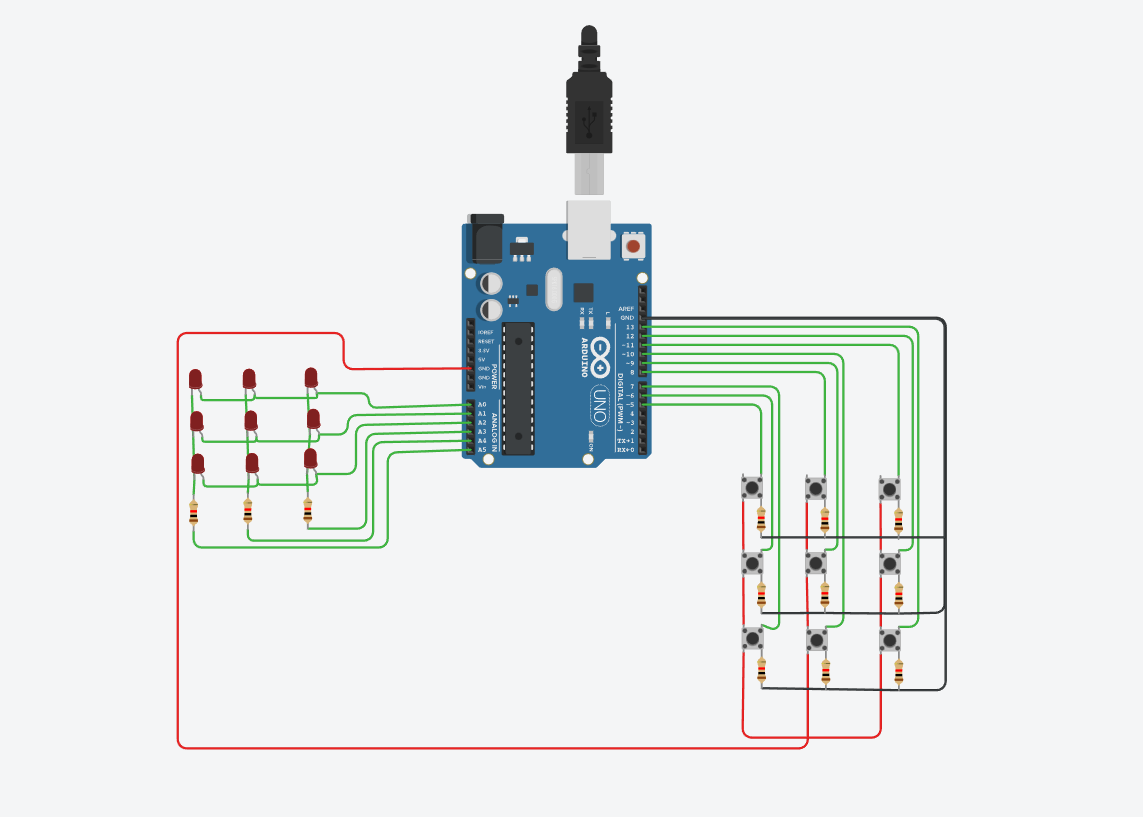 IOREF
RESET
3.3V
5V
GND
GND
Vin
POWER
A0
A1
A2
A3
A4
A5
ANALOG IN
AREF
GND
13
12
~11
~10
~9
8
7
~6
~5
4
~3
2
TX→1
RX←0
DIGITAL (PWM~)
RX
TX
L
ARDUINO
UNO
ON